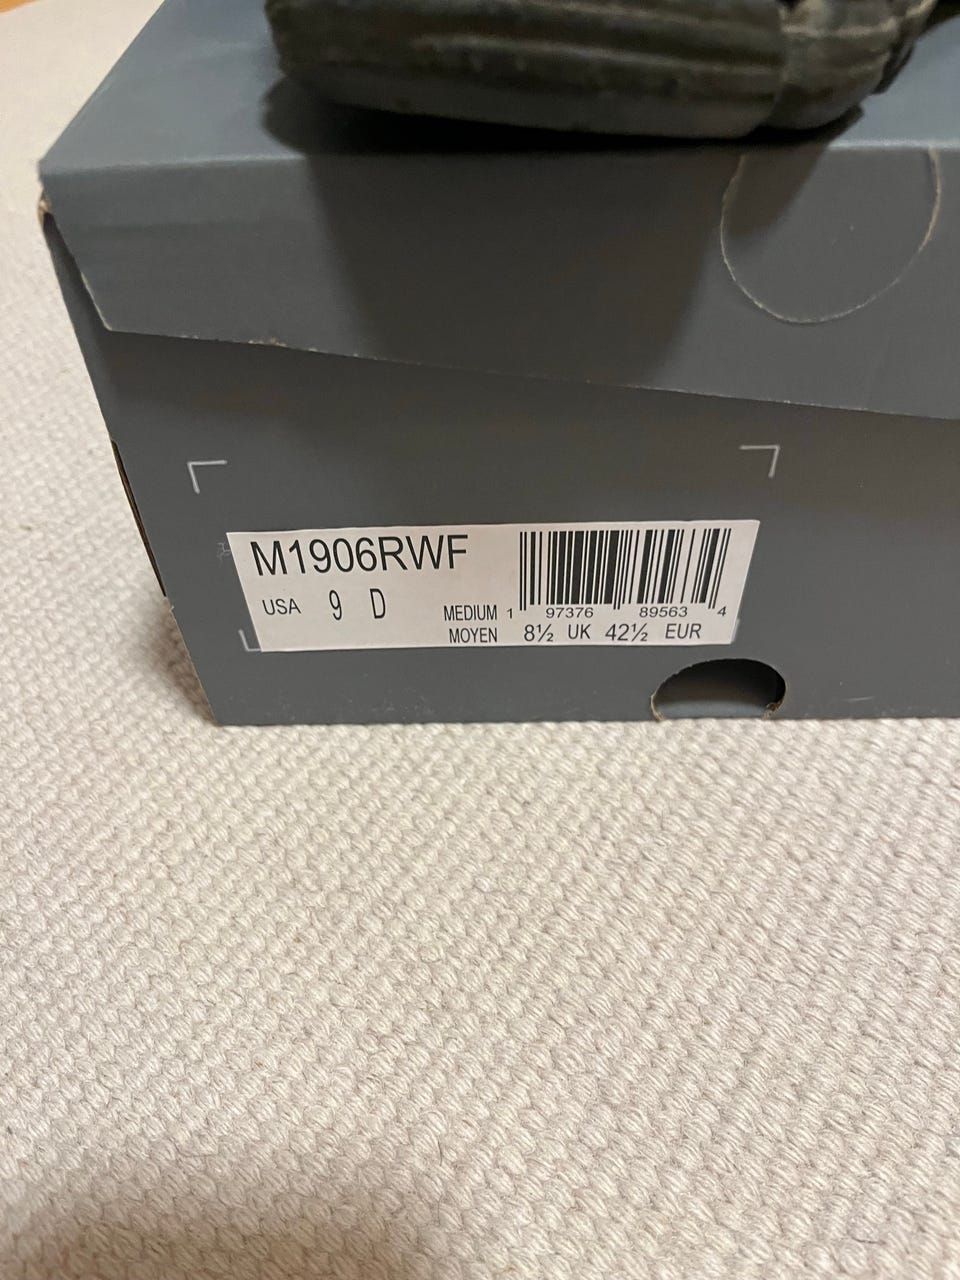 M1906RWF
USA 9 D
MEDIUM 1 97376 89563 4
MOYEN 8½ UK 42½ EUR